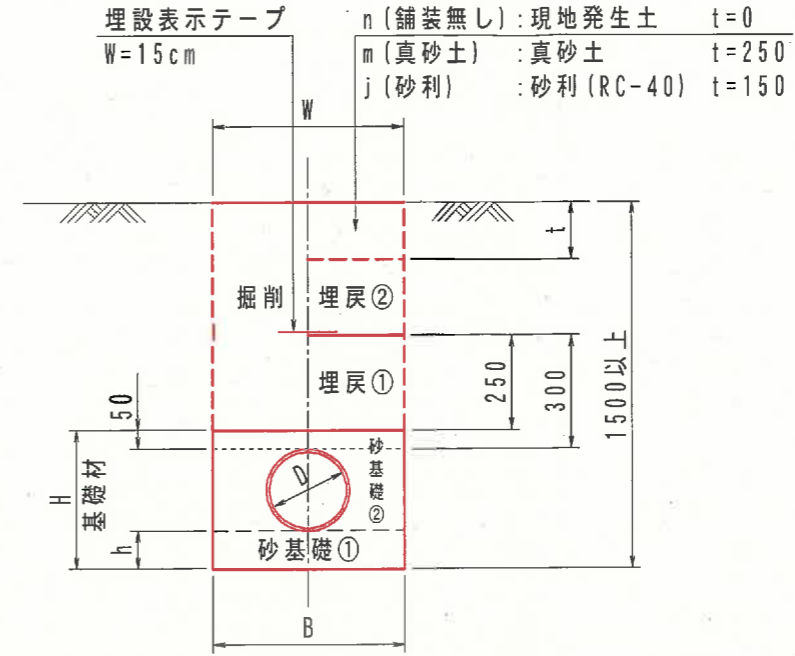 埋設表示テープ
W=15cm
n(舗装無し):現地発生土 t=0
m(真砂土) :真砂土 t=250
j(砂利) :砂利(RC-40) t=150
W
t
掘削
埋戻②
埋戻①
250
300
1500以上
50
H
基礎材
h
D
砂基礎②
砂基礎①
B